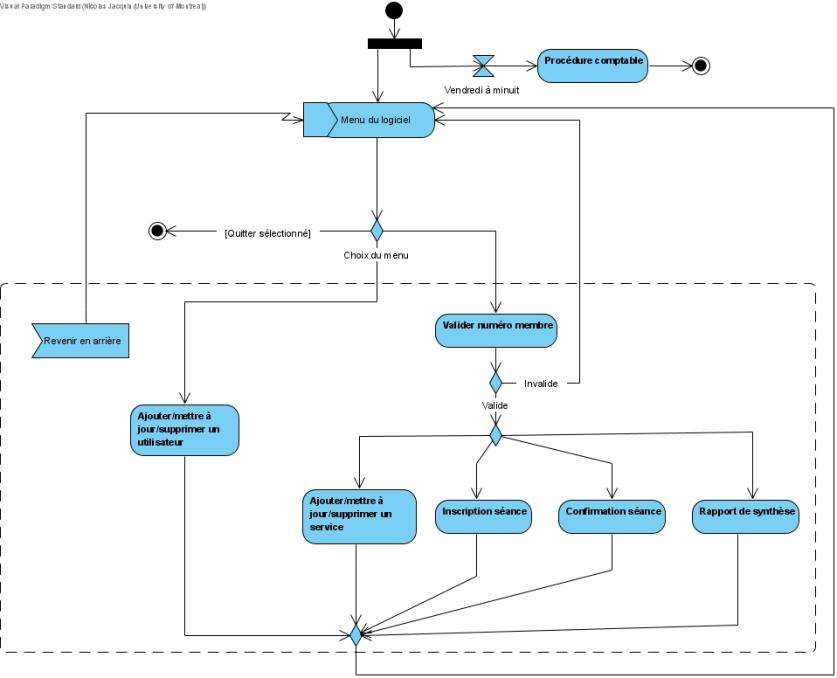 Visual Paradigm Standard(Nicolas Jacquin(University of Montreal))
Procédure comptable
Vendredi à minuit
Menu du logiciel
[Quitter sélectionné]
Choix du menu
Valider numéro membre
Revenir en arrière
Invalide
Valide
Ajouter/mettre à
jour/supprimer un
utilisateur
Ajouter/mettre à
jour/supprimer un
service
Inscription séance
Confirmation séance
Rapport de synthèse